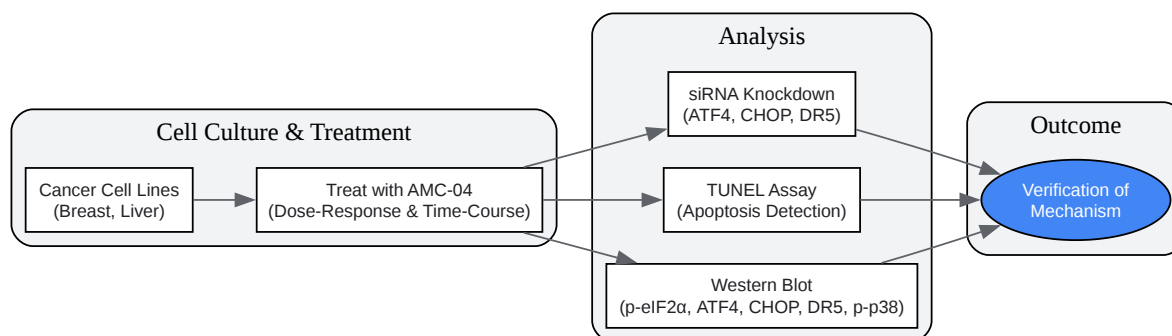 Cell Culture & Treatment
Cancer Cell Lines
(Breast, Liver)
Treat with AMC-04
(Dose-Response & Time-Course)
Analysis
siRNA Knockdown
(ATF4, CHOP, DR5)
TUNEL Assay
(Apoptosis Detection)
Western Blot
(p-eIF2α, ATF4, CHOP, DR5, p-p38)
Outcome
Verification of
Mechanism